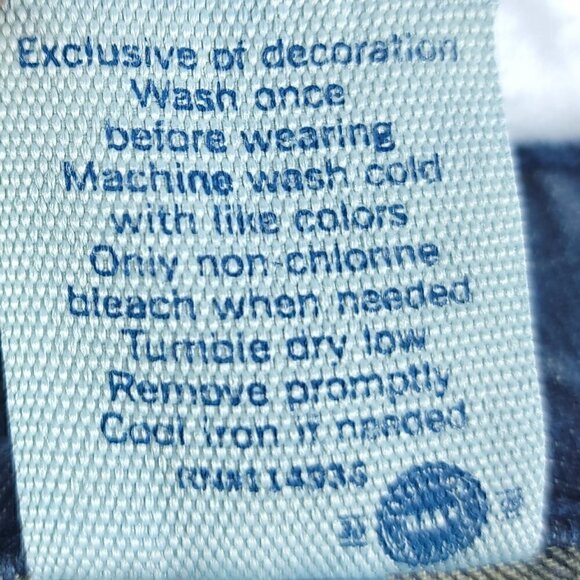 Exclusive of decoration
Wash once
before wearing
Machine wash cold
with like colors
Only non-chlorine
bleach when needed
Tumble dry low
Remove promptly
Cool iron if needed